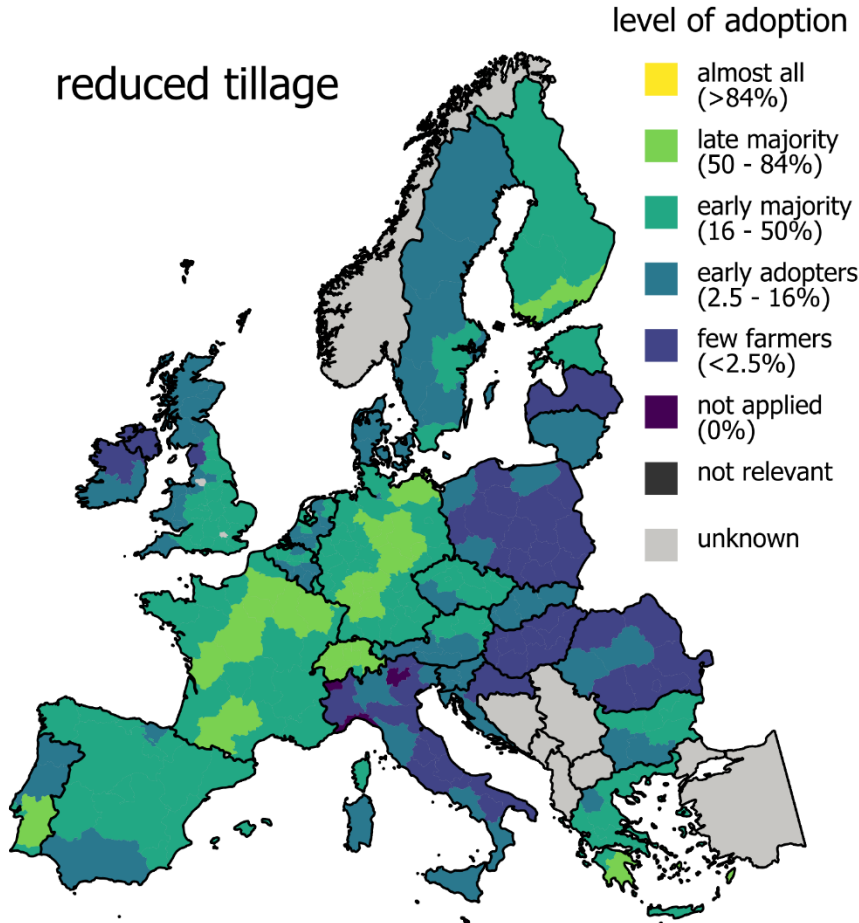 level of adoption
reduced tillage
almost all
(>84%)
late majority
(50 - 84%)
early majority
(16 - 50%)
early adopters
(2.5 - 16%)
few farmers
(<2.5%)
not applied
(0%)
not relevant
unknown